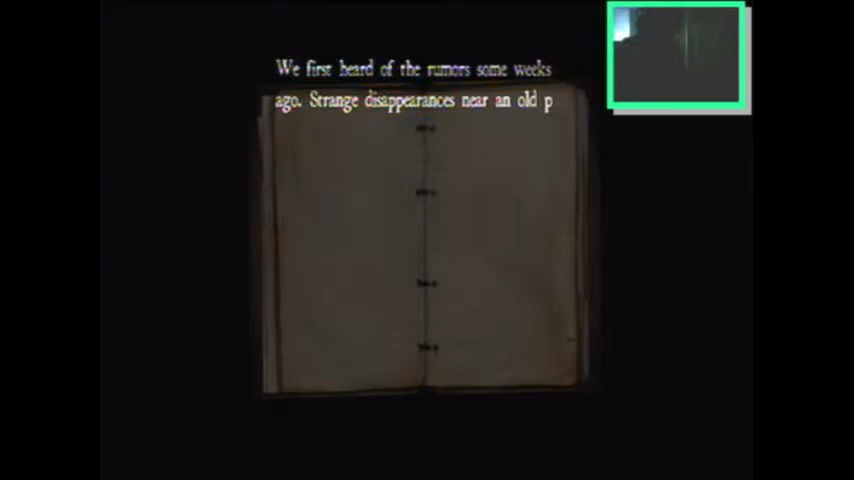 We first heard of the rumors some weeks
ago. Strange disappearances near an old p